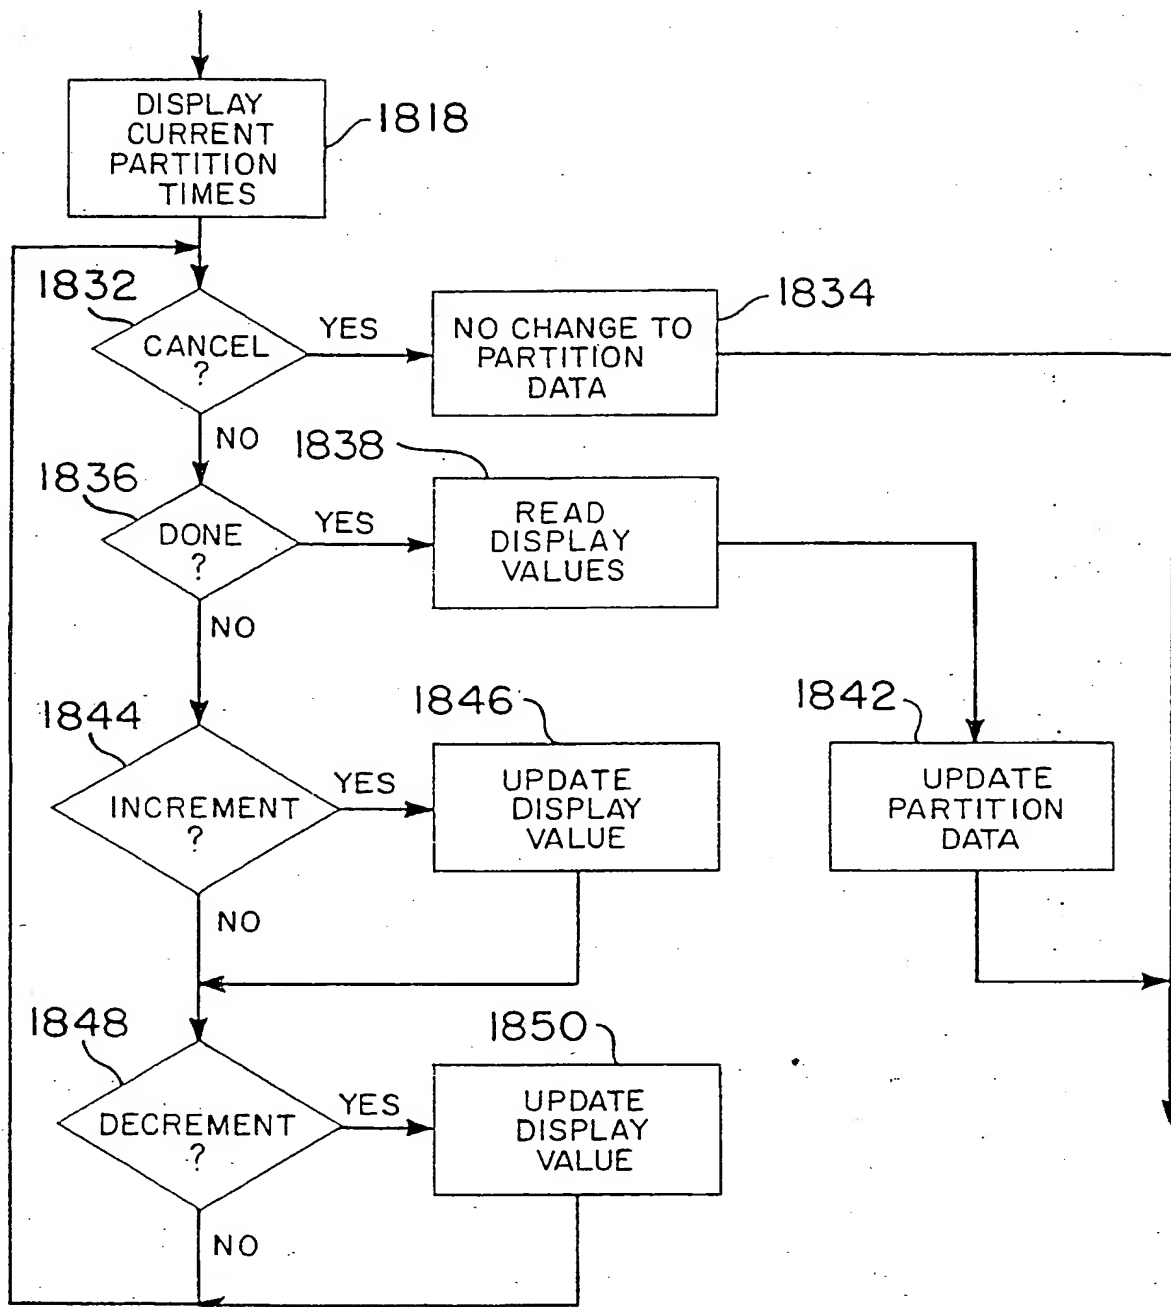 DISPLAY
CURRENT
PARTITION
TIMES
1818
1832
CANCEL
?
YES
NO CHANGE TO
PARTITION
DATA
1834
NO
1836
DONE
?
YES
1838
READ
DISPLAY
VALUES
NO
1844
INCREMENT
?
YES
1846
UPDATE
DISPLAY
VALUE
1842
UPDATE
PARTITION
DATA
NO
1848
DECREMENT
?
YES
1850
UPDATE
DISPLAY
VALUE
NO